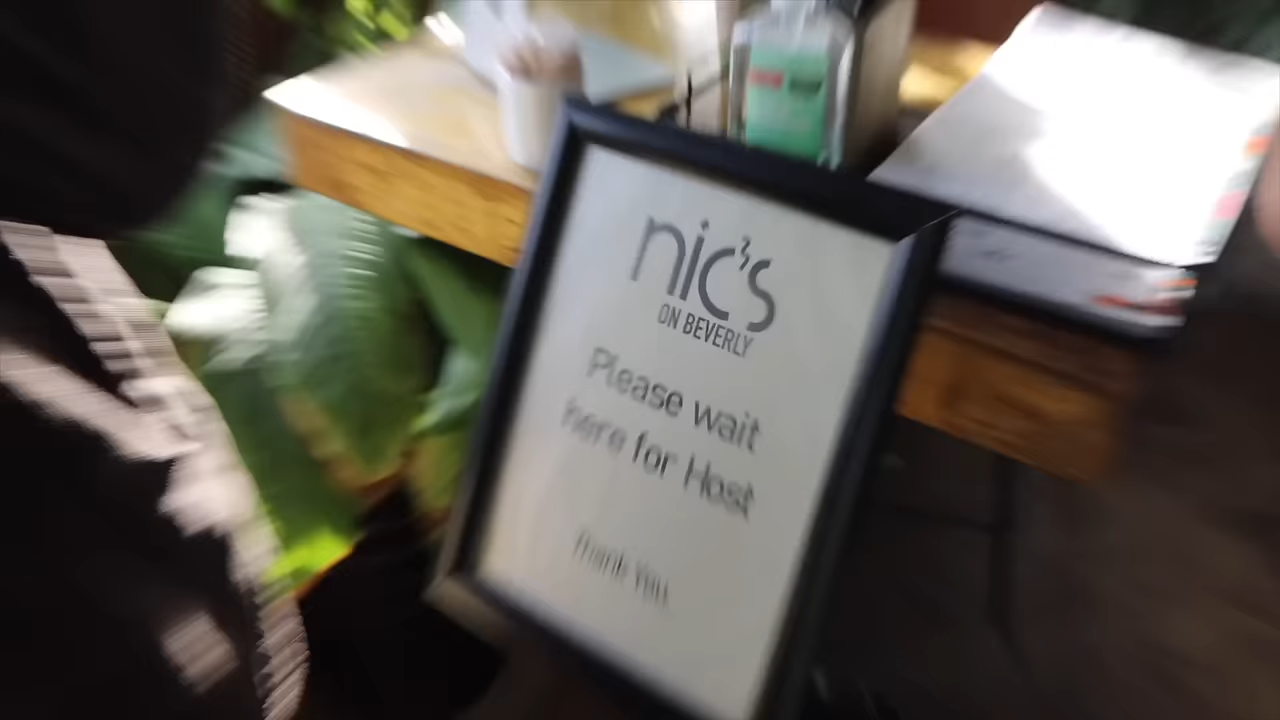 nic's
ON BEVERLY
Please wait
here for Host
Thank You